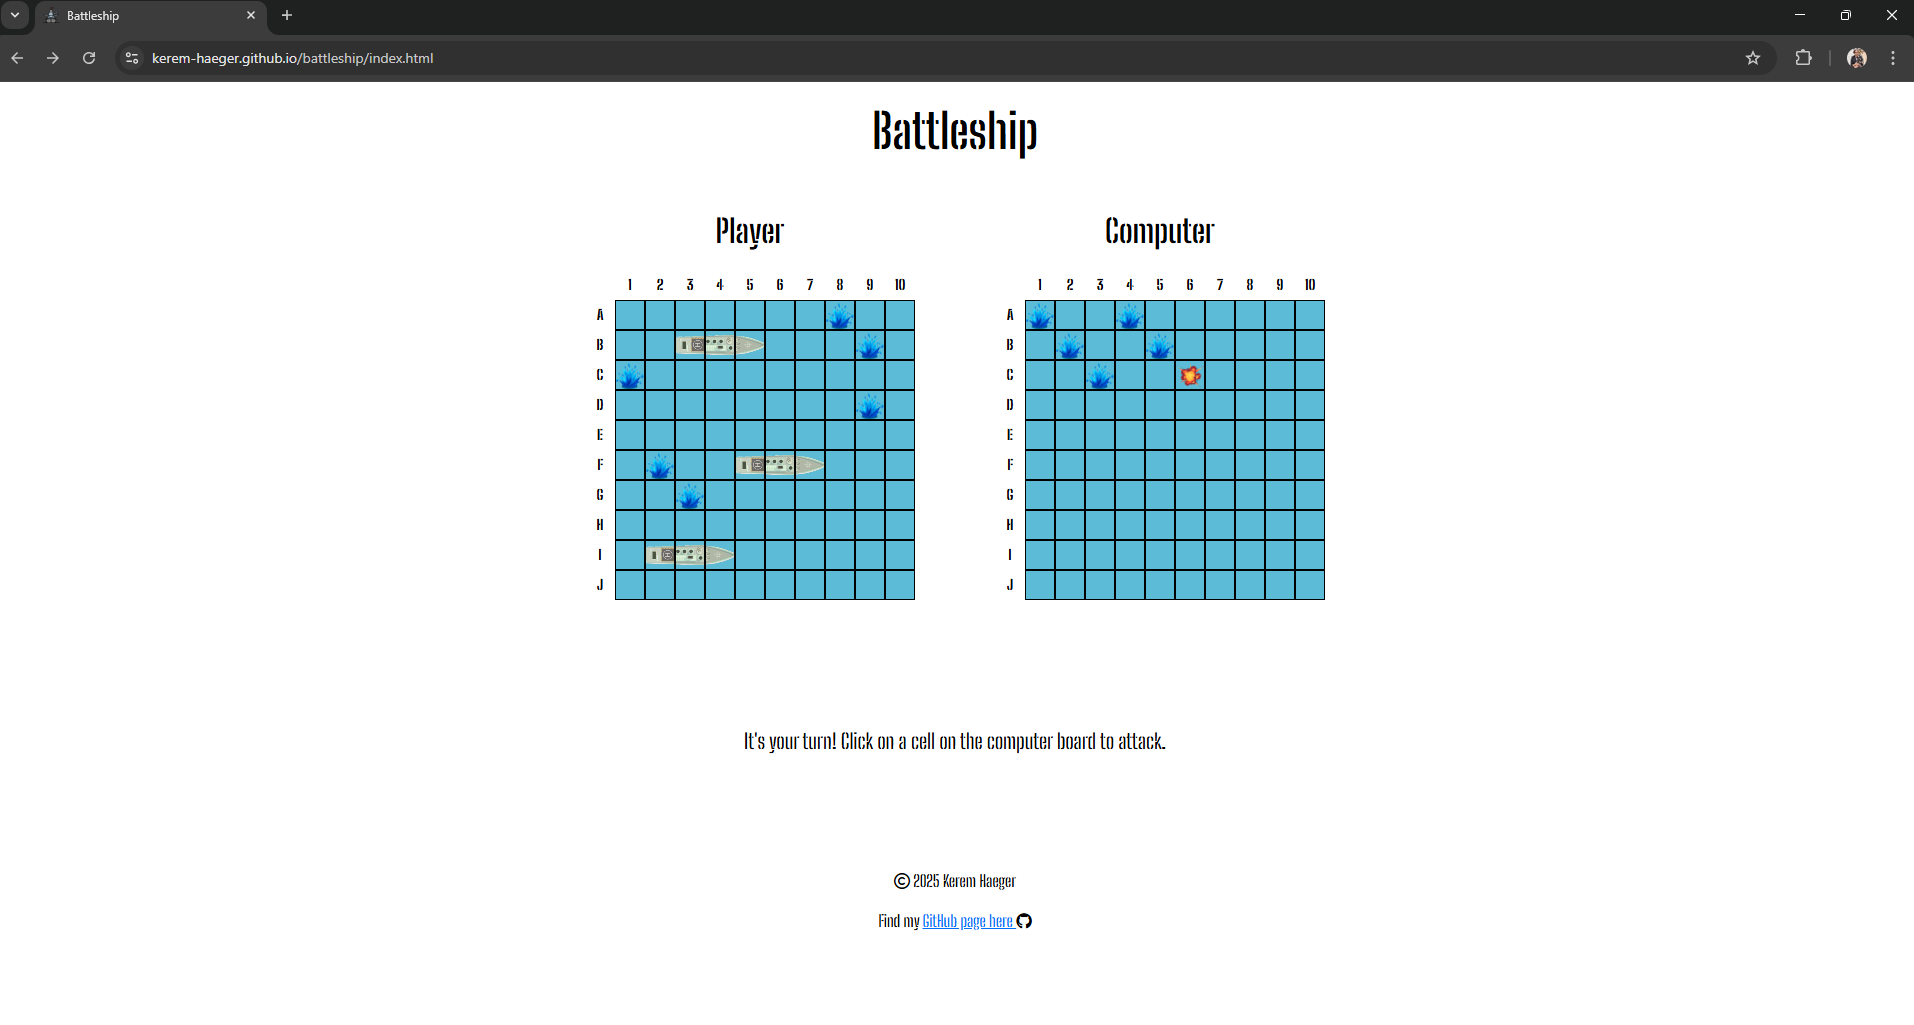 Battleship
kerem-haeger.github.io/battleship/index.html
Battleship
Player
1 2 3 4 5 6 7 8 9 10
A
B
C
D
E
F
G
H
I
J
Computer
1 2 3 4 5 6 7 8 9 10
A
B
C
D
E
F
G
H
I
J
It's your turn! Click on a cell on the computer board to attack.
© 2025 Kerem Haeger
Find my GitHub page here